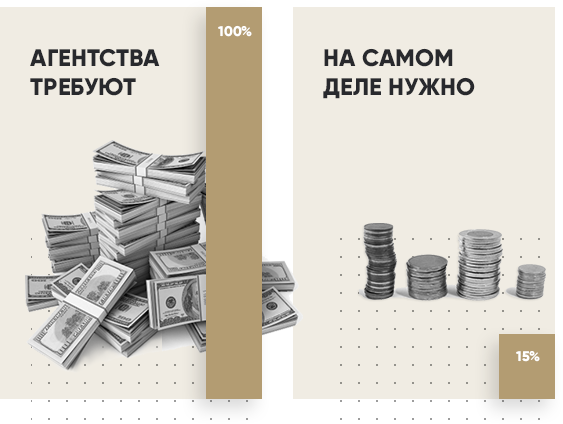 АГЕНТСТВА
ТРЕБУЮТ
100%
НА САМОМ
ДЕЛЕ НУЖНО
15%